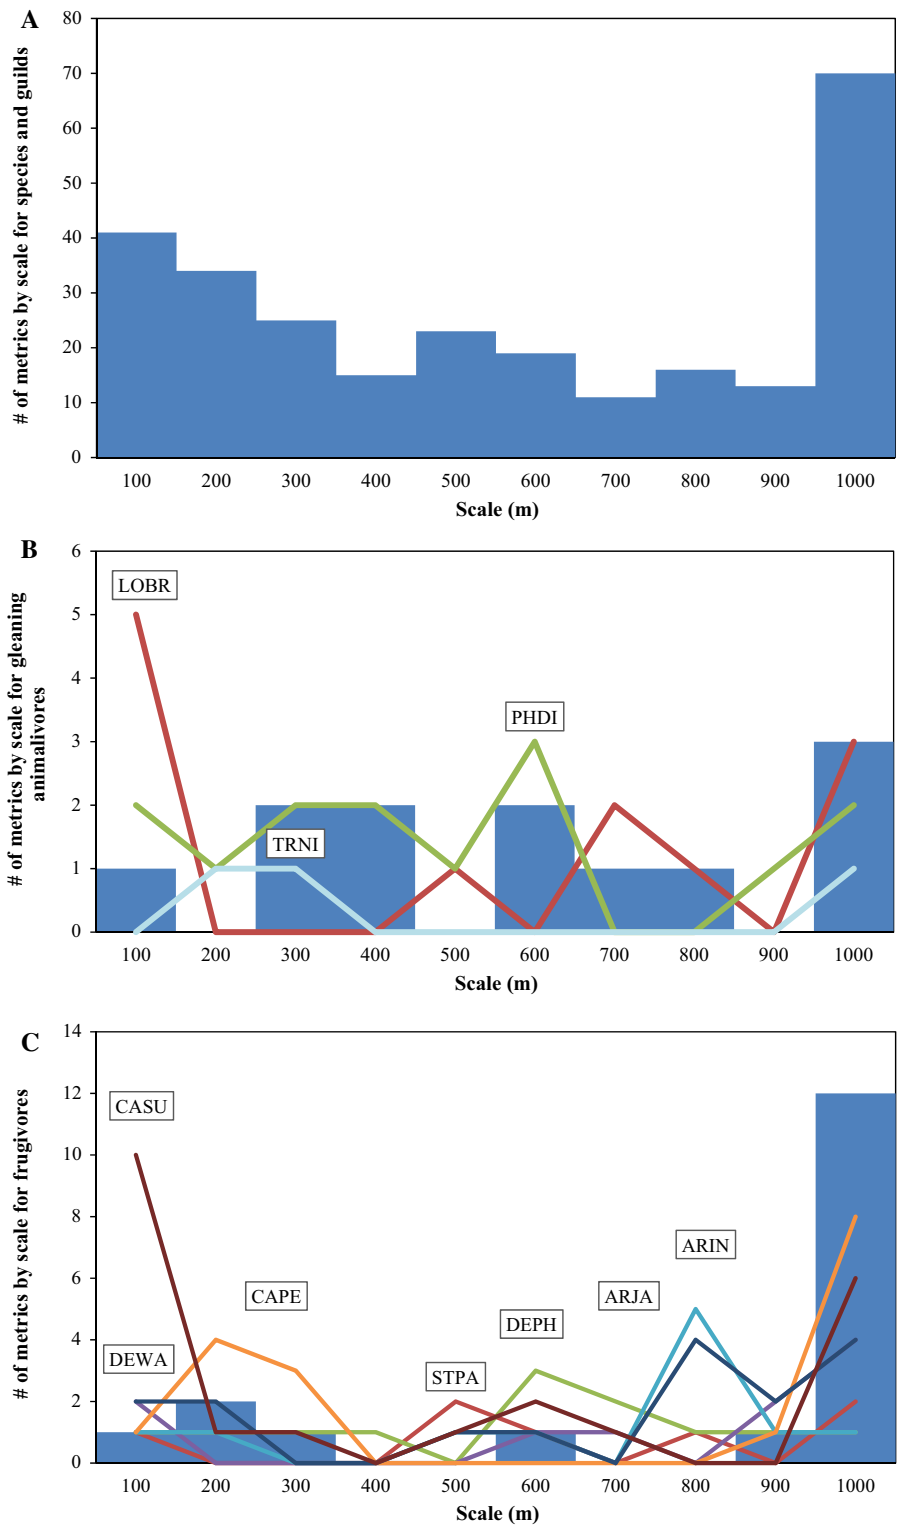 A
# of metrics by scale for species and guilds
80
70
60
50
40
30
20
10
0
100 200 300 400 500 600 700 800 900 1000
Scale (m)
B
# of metrics by scale for gleaning
animalivores
6
5
4
3
2
1
0
LOBR
PHDI
TRNI
100 200 300 400 500 600 700 800 900 1000
Scale (m)
C
# of metrics by scale for frugivores
14
12
10
8
6
4
2
0
CASU
ARIN
CAPE
ARJA
DEPH
DEWA
STPA
100 200 300 400 500 600 700 800 900 1000
Scale (m)